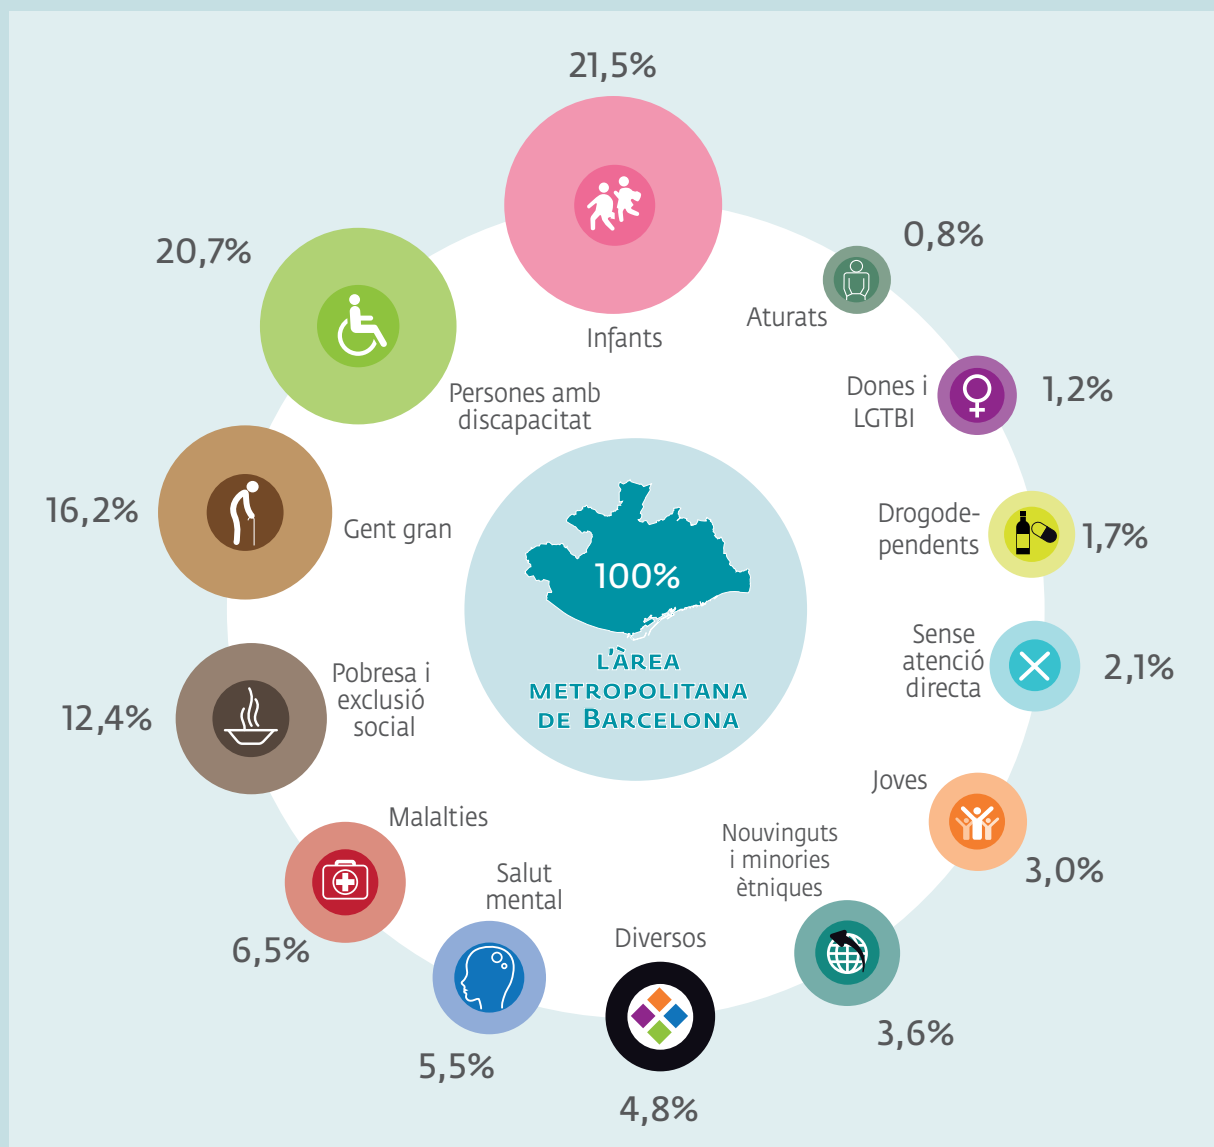 21,5%
Infants
0,8%
Aturats
1,2%
Dones i
LGTBI
1,7%
Drogode-
pendents
2,1%
Sense
atenció
directa
3,0%
Joves
3,6%
Nouvinguts
i minories
ètniques
4,8%
Diversos
5,5%
Salut
mental
6,5%
Malalties
12,4%
Pobresa i
exclusió
social
16,2%
Gent gran
20,7%
Persones amb
discapacitat
100%
L'ÀREA
METROPOLITANA
DE BARCELONA